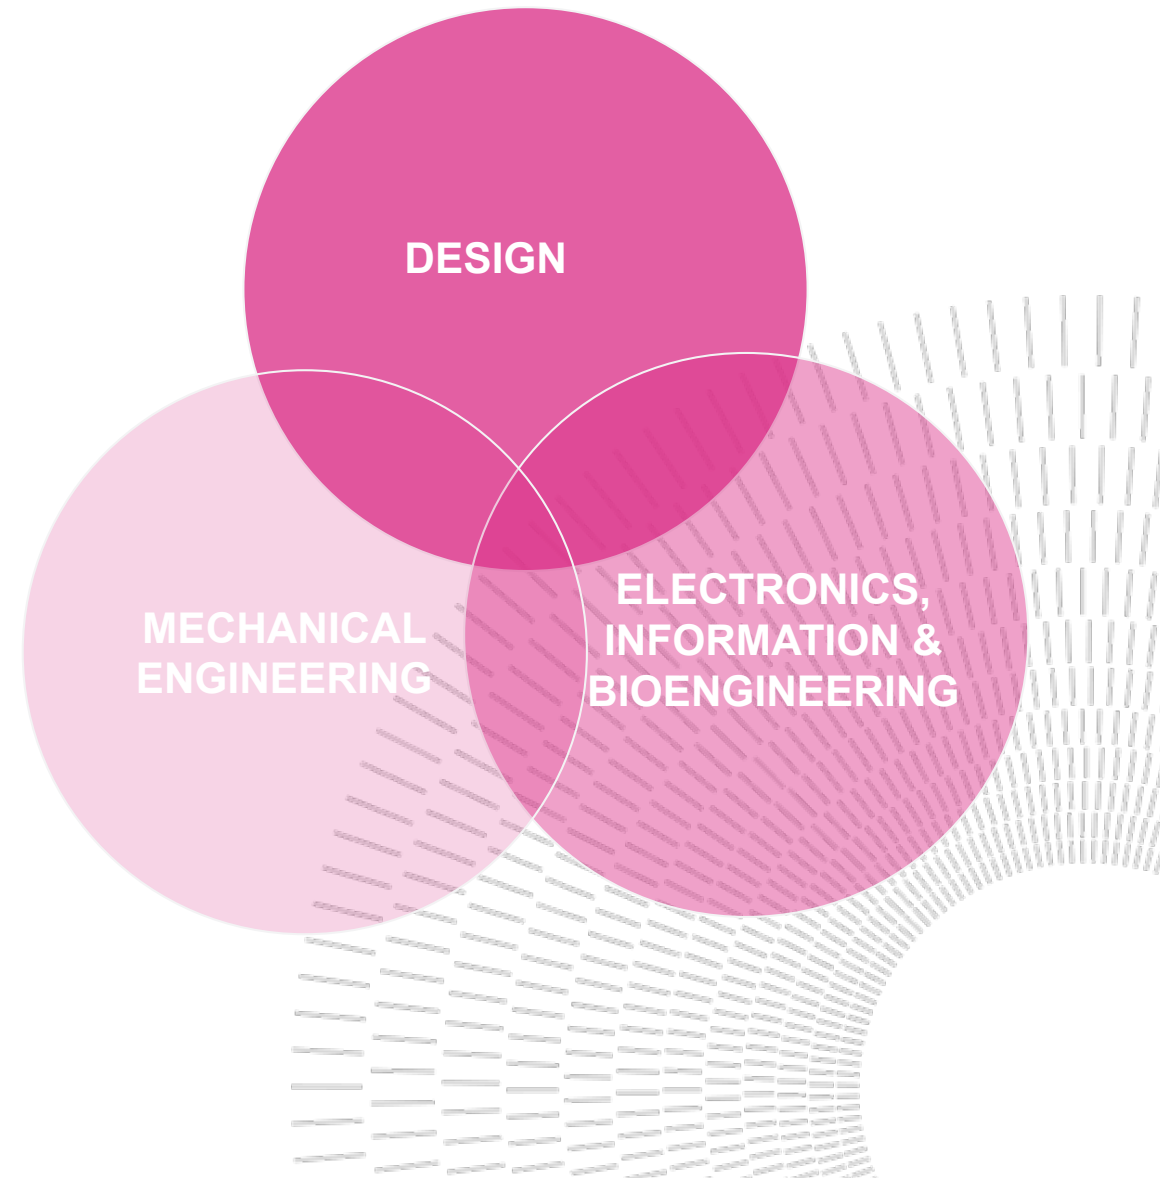 DESIGN
MECHANICAL
ENGINEERING
ELECTRONICS,
INFORMATION &
BIOENGINEERING